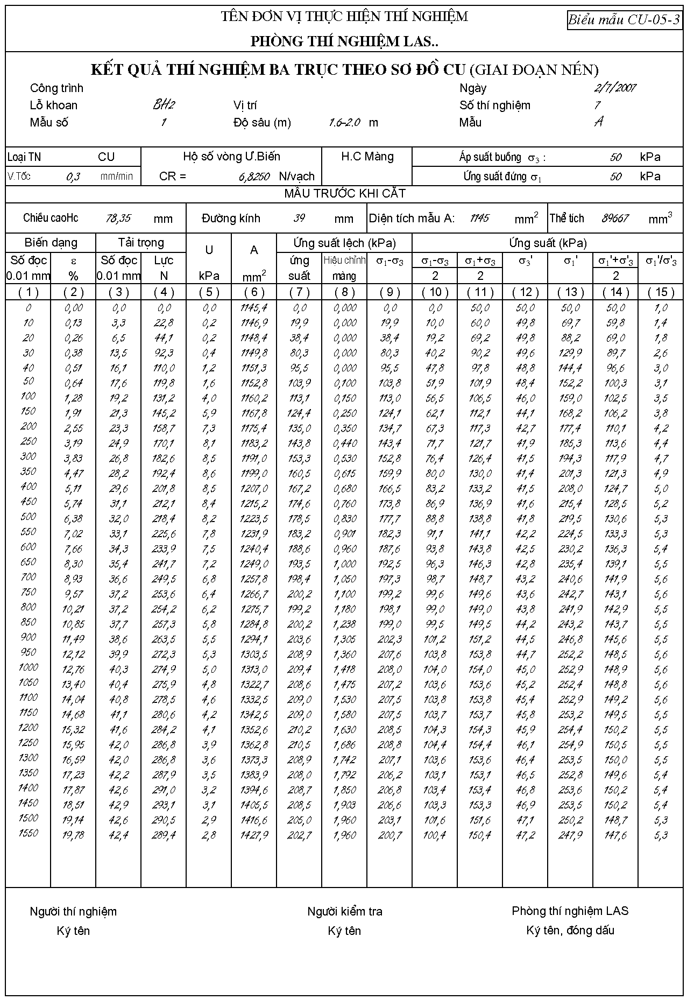 TÊN ĐƠN VỊ THỰC HIỆN THÍ NGHIỆM
Biểu mẫu CU-05-3
PHÒNG THÍ NGHIỆM LAS..
KẾT QUẢ THÍ NGHIỆM BA TRỤC THEO SƠ ĐỒ CU (GIAI ĐOẠN NÉN)
Công trình Ngày 2/7/2007
Lỗ khoan BH2 Vị trí Số thí nghiệm 7
Mẫu số 1 Độ sâu (m) 1.6-2.0 m Mẫu A
Loại TN CU Hộ số vòng Ư.Biến H.C Màng Áp suất buồng σ3 : 50 kPa
V.Tốc 0,3 mm/min CR = 6,8250 N/vạch Ứng suất đứng σ1 50 kPa
MẪU TRƯỚC KHI CẮT
Chiều caoHc 78,35 mm Đường kính 39 mm Diện tích mẫu A: 1145 mm2 Thể tích 89667 mm3
Biến dạng Tải trọng U A Ứng suất lệch (kPa) Ứng suất (kPa)
Số đọc ε Số đọc Lực ứng Hiệu chỉnh σ1-σ3 σ1-σ3 σ1+σ3 σ3' σ1' σ1'+σ'3 σ1'/σ'3
0.01 mm % 0.01 mm N kPa mm2 suất màng 2 2 2
( 1 ) ( 2 ) ( 3 ) ( 4 ) ( 5 ) ( 6 ) ( 7 ) ( 8 ) ( 9 ) ( 10 ) ( 11 ) ( 12 ) ( 13 ) ( 14 ) ( 15 )
0 0,00 0,0 0,0 0,0 1145,4 0,0 0,000 0,0 0,0 50,0 50,0 50,0 50,0 1,0
10 0,13 3,3 22,8 0,2 1146,9 19,9 0,000 19,9 10,0 60,0 49,8 69,7 59,8 1,4
20 0,26 6,5 44,1 0,2 1148,4 38,4 0,000 38,4 19,2 69,2 49,8 88,2 69,0 1,8
30 0,38 13,5 92,3 0,4 1149,8 80,3 0,000 80,3 40,2 90,2 49,6 129,9 89,7 2,6
40 0,51 16,1 110,0 1,2 1151,3 95,5 0,000 95,5 47,8 97,8 48,8 144,4 96,6 3,0
50 0,64 17,6 119,8 1,6 1152,8 103,9 0,100 103,8 51,9 101,9 48,4 152,2 100,3 3,1
100 1,28 19,2 131,2 4,0 1160,2 113,1 0,150 113,0 56,5 106,5 46,0 159,0 102,5 3,5
150 1,91 21,3 145,2 5,9 1167,8 124,4 0,250 124,1 62,1 112,1 44,1 168,2 106,2 3,8
200 2,55 23,3 158,7 7,3 1175,4 135,0 0,350 134,7 67,3 117,3 42,7 177,4 110,1 4,2
250 3,19 24,9 170,1 8,1 1183,2 143,8 0,440 143,4 71,7 121,7 41,9 185,3 113,6 4,4
300 3,83 26,8 182,6 8,5 1191,0 153,3 0,530 152,8 76,4 126,4 41,5 194,3 117,9 4,7
350 4,47 28,2 192,4 8,6 1199,0 160,5 0,615 159,9 80,0 130,0 41,4 201,3 121,3 4,9
400 5,11 29,6 201,8 8,5 1207,0 167,2 0,680 166,5 83,2 133,2 41,5 208,0 124,7 5,0
450 5,74 31,1 212,1 8,4 1215,2 174,6 0,760 173,8 86,9 136,9 41,6 215,4 128,5 5,2
500 6,38 32,0 218,4 8,2 1223,5 178,5 0,830 177,7 88,8 138,8 41,8 219,5 130,6 5,3
550 7,02 33,1 225,6 7,8 1231,9 183,2 0,901 182,3 91,1 141,1 42,2 224,5 133,3 5,3
600 7,66 34,3 233,9 7,5 1240,4 188,6 0,960 187,6 93,8 143,8 42,5 230,2 136,3 5,4
650 8,30 35,4 241,7 7,2 1249,0 193,5 1,000 192,5 96,3 146,3 42,8 235,4 139,1 5,5
700 8,93 36,6 249,5 6,8 1257,8 198,4 1,050 197,3 98,7 148,7 43,2 240,6 141,9 5,6
750 9,57 37,2 253,6 6,4 1266,7 200,2 1,100 199,2 99,6 149,6 43,6 242,7 143,1 5,6
800 10,21 37,2 254,2 6,2 1275,7 199,2 1,180 198,1 99,0 149,0 43,8 241,9 142,9 5,5
850 10,85 37,7 257,3 5,8 1284,8 200,2 1,238 199,0 99,5 149,5 44,2 243,2 143,7 5,5
900 11,49 38,6 263,5 5,5 1294,1 203,6 1,305 202,3 101,2 151,2 44,5 246,8 145,6 5,5
950 12,12 39,9 272,3 5,3 1303,5 208,9 1,360 207,6 103,8 153,8 44,7 252,2 148,5 5,6
1000 12,76 40,3 274,9 5,0 1313,0 209,4 1,418 208,0 104,0 154,0 45,0 252,9 148,9 5,6
1050 13,40 40,4 275,9 4,8 1322,7 208,6 1,475 207,2 103,6 153,6 45,2 252,4 148,8 5,6
1100 14,04 40,8 278,5 4,6 1332,5 209,0 1,530 207,5 103,8 153,8 45,4 252,9 149,2 5,6
1150 14,68 41,1 280,6 4,2 1342,5 209,0 1,580 207,5 103,7 153,7 45,8 253,2 149,5 5,5
1200 15,32 41,6 284,2 4,1 1352,6 210,2 1,630 208,5 104,3 154,3 45,9 254,4 150,2 5,5
1250 15,95 42,0 286,8 3,9 1362,8 210,5 1,686 208,8 104,4 154,4 46,1 254,9 150,5 5,5
1300 16,59 42,0 286,8 3,6 1373,3 208,9 1,742 207,1 103,6 153,6 46,4 253,5 150,0 5,5
1350 17,23 42,2 287,9 3,5 1383,9 208,0 1,792 206,2 103,1 153,1 46,5 252,8 149,6 5,4
1400 17,87 42,6 291,0 3,2 1394,6 208,7 1,850 206,8 103,4 153,4 46,8 253,6 150,2 5,4
1450 18,51 42,9 293,1 3,1 1405,5 208,5 1,903 206,6 103,3 153,3 46,9 253,5 150,2 5,4
1500 19,14 42,6 290,5 2,9 1416,6 205,0 1,960 203,1 101,6 151,6 47,1 250,2 148,7 5,3
1550 19,78 42,4 289,4 2,8 1427,9 202,7 1,960 200,7 100,4 150,4 47,2 247,9 147,6 5,3
Người thí nghiệm Người kiểm tra Phòng thí nghiệm LAS
Ký tên Ký tên Ký tên, đóng dấu